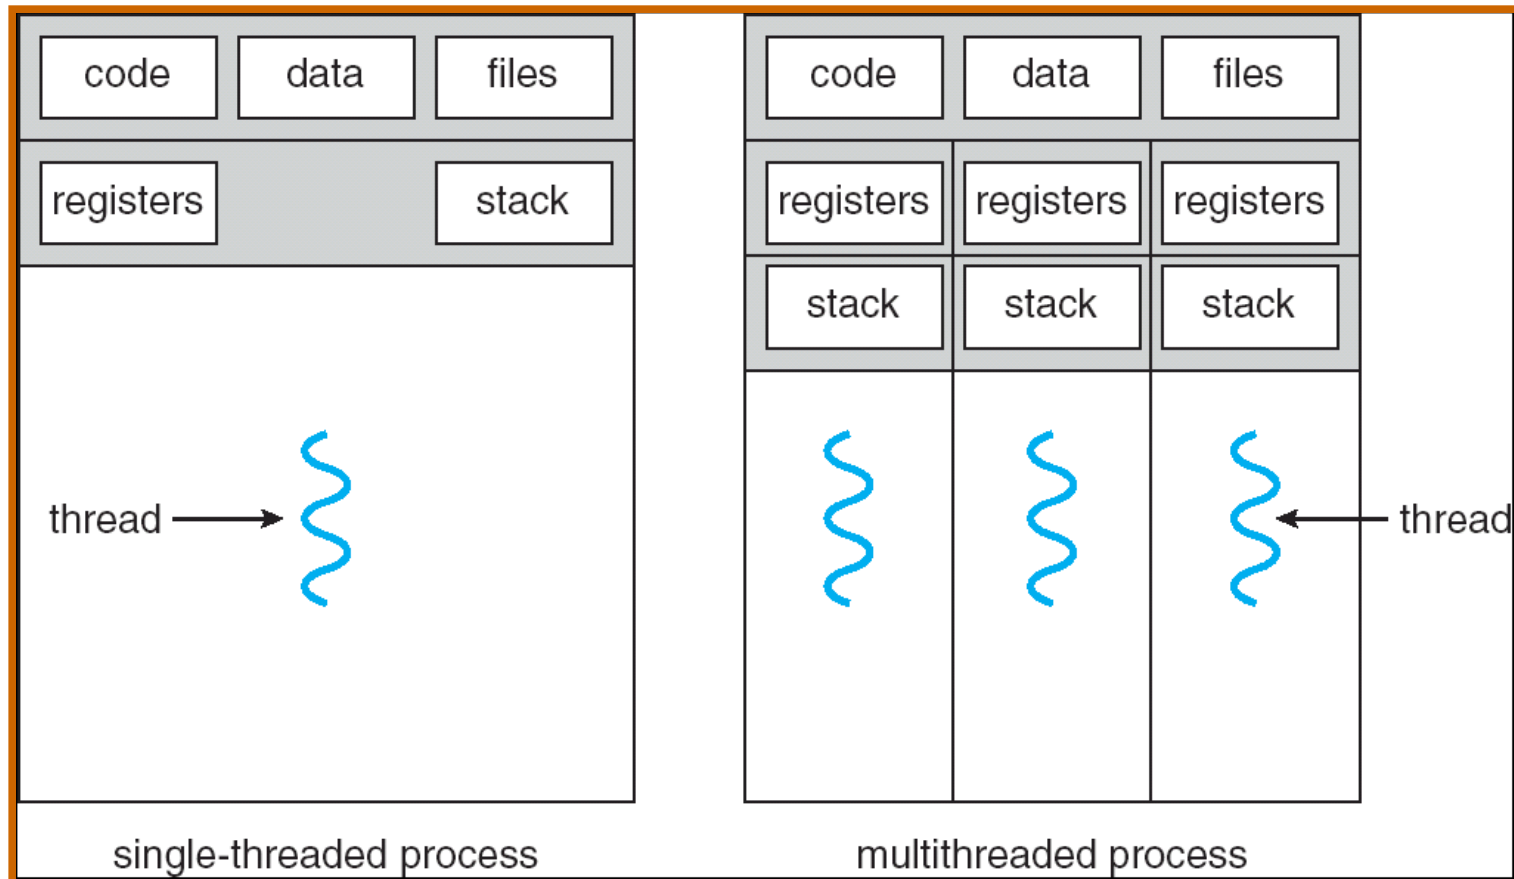 code data files
registers stack
thread
single-threaded process
code data files
registers registers registers
stack stack stack
thread
multithreaded process